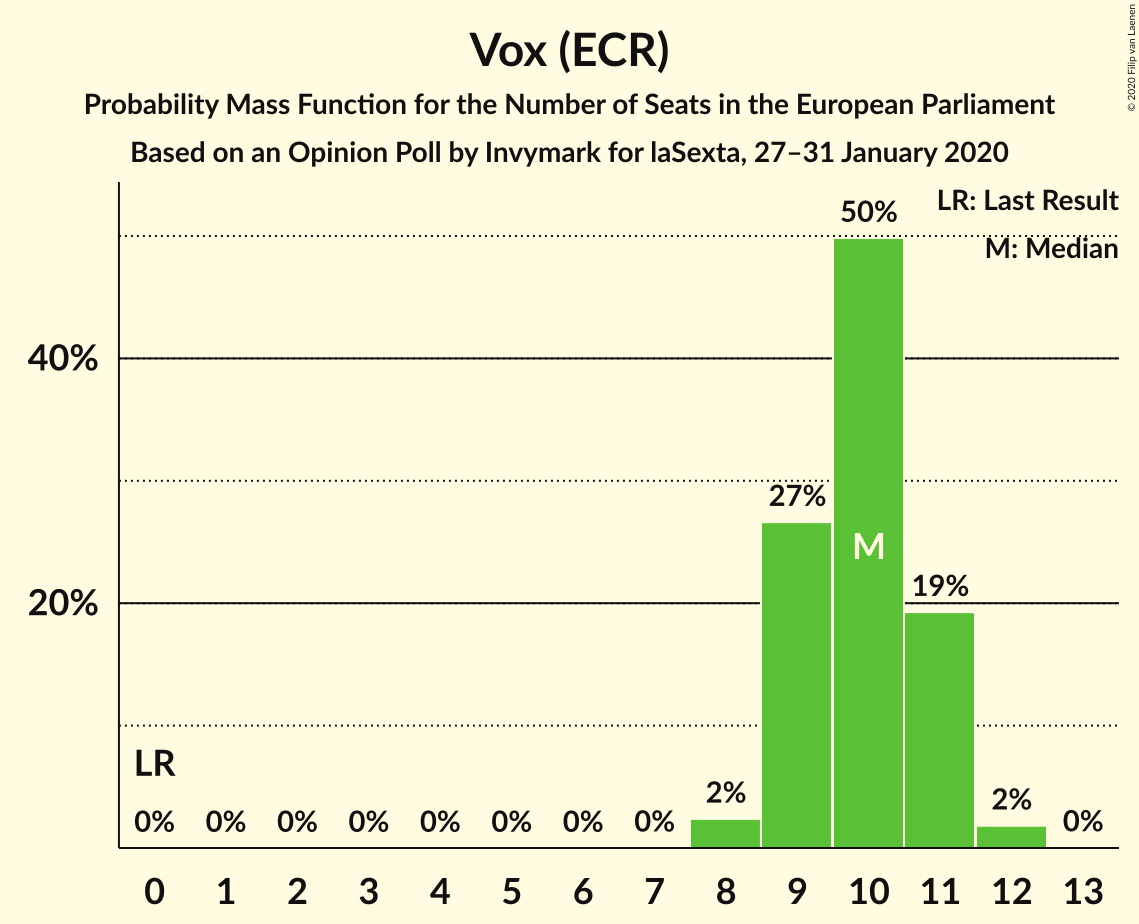 Vox (ECR)
Probability Mass Function for the Number of Seats in the European Parliament
Based on an Opinion Poll by Invymark for laSexta, 27–31 January 2020
© 2020 Filip van Laenen
LR: Last Result
M: Median
50%
40%
27%
M
20%
19%
LR
0% 0% 0% 0% 0% 0% 0% 0% 2% 2% 0%
0 1 2 3 4 5 6 7 8 9 10 11 12 13